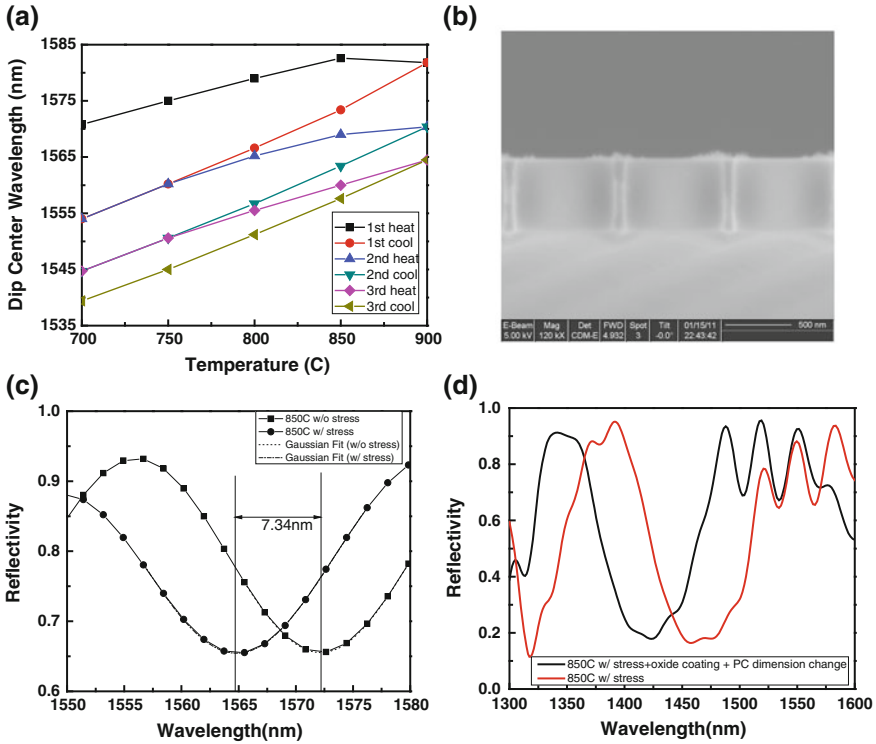 (a)
1585
1575
1565
1555
1545
1535
700
750
800
850
900
Dip Center Wavelength (nm)
Temperature (C)
1st heat
1st cool
2nd heat
2nd cool
3rd heat
3rd cool
(b)
E-Beam Mag Det FWD Spot Tilt 01/15/11 500 nm
5.00 kV 120 kX CDM-E 4.932 3 -0.0° 22:43:42
(c)
1.0
0.9
0.8
0.7
0.6
1550
1555
1560
1565
1570
1575
1580
Reflectivity
Wavelength(nm)
850C w/o stress
850C w/ stress
Gaussian Fit (w/o stress)
Gaussian Fit (w/ stress)
7.34nm
(d)
1.0
0.8
0.6
0.4
0.2
0.0
1300
1350
1400
1450
1500
1550
1600
Reflectivity
Wavelength(nm)
850C w/ stress+oxide coating + PC dimension change
850C w/ stress